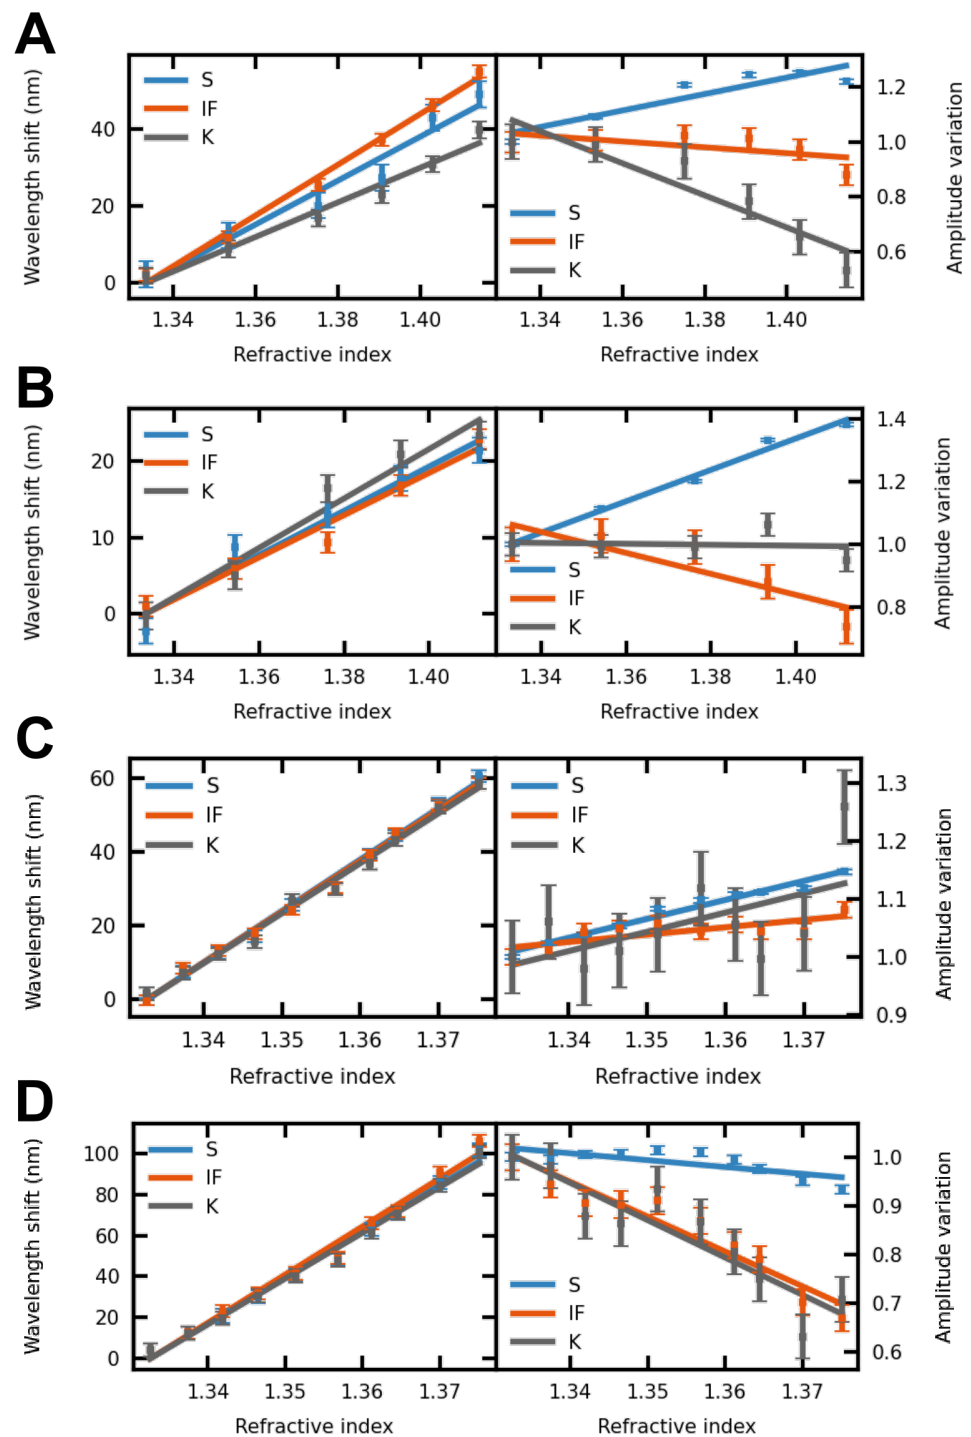 A
Wavelength shift (nm)
40
20
0
S
IF
K
1.34 1.36 1.38 1.40
Refractive index
S
IF
K
1.34 1.36 1.38 1.40
Refractive index
1.2
1.0
0.8
0.6
Amplitude variation
B
Wavelength shift (nm)
20
10
0
S
IF
K
1.34 1.36 1.38 1.40
Refractive index
S
IF
K
1.34 1.36 1.38 1.40
Refractive index
1.4
1.2
1.0
0.8
Amplitude variation
C
Wavelength shift (nm)
60
40
20
0
S
IF
K
1.34 1.35 1.36 1.37
Refractive index
S
IF
K
1.34 1.35 1.36 1.37
Refractive index
1.3
1.2
1.1
1.0
0.9
Amplitude variation
D
Wavelength shift (nm)
100
80
60
40
20
0
S
IF
K
1.34 1.35 1.36 1.37
Refractive index
S
IF
K
1.34 1.35 1.36 1.37
Refractive index
1.0
0.9
0.8
0.7
0.6
Amplitude variation